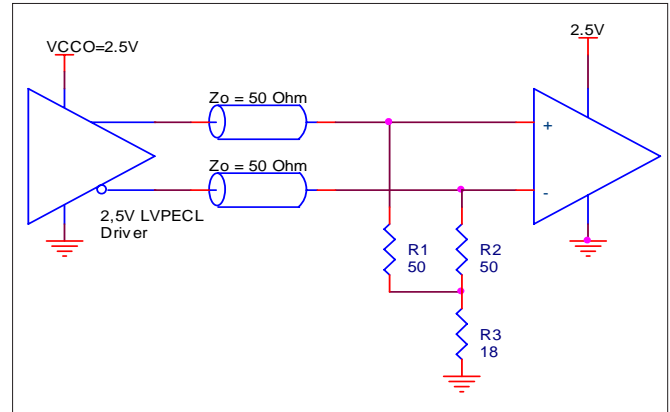 VCCO=2.5V
2.5V
Zo = 50 Ohm
+
Zo = 50 Ohm
-
2,5V LVPECL
Driver
R1
50
R2
50
R3
18